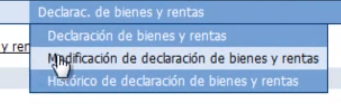 Declarac. de bienes y rentas
Declaración de bienes y rentas
y ren
Modificación de declaración de bienes y rentas
Histórico de declaración de bienes y rentas